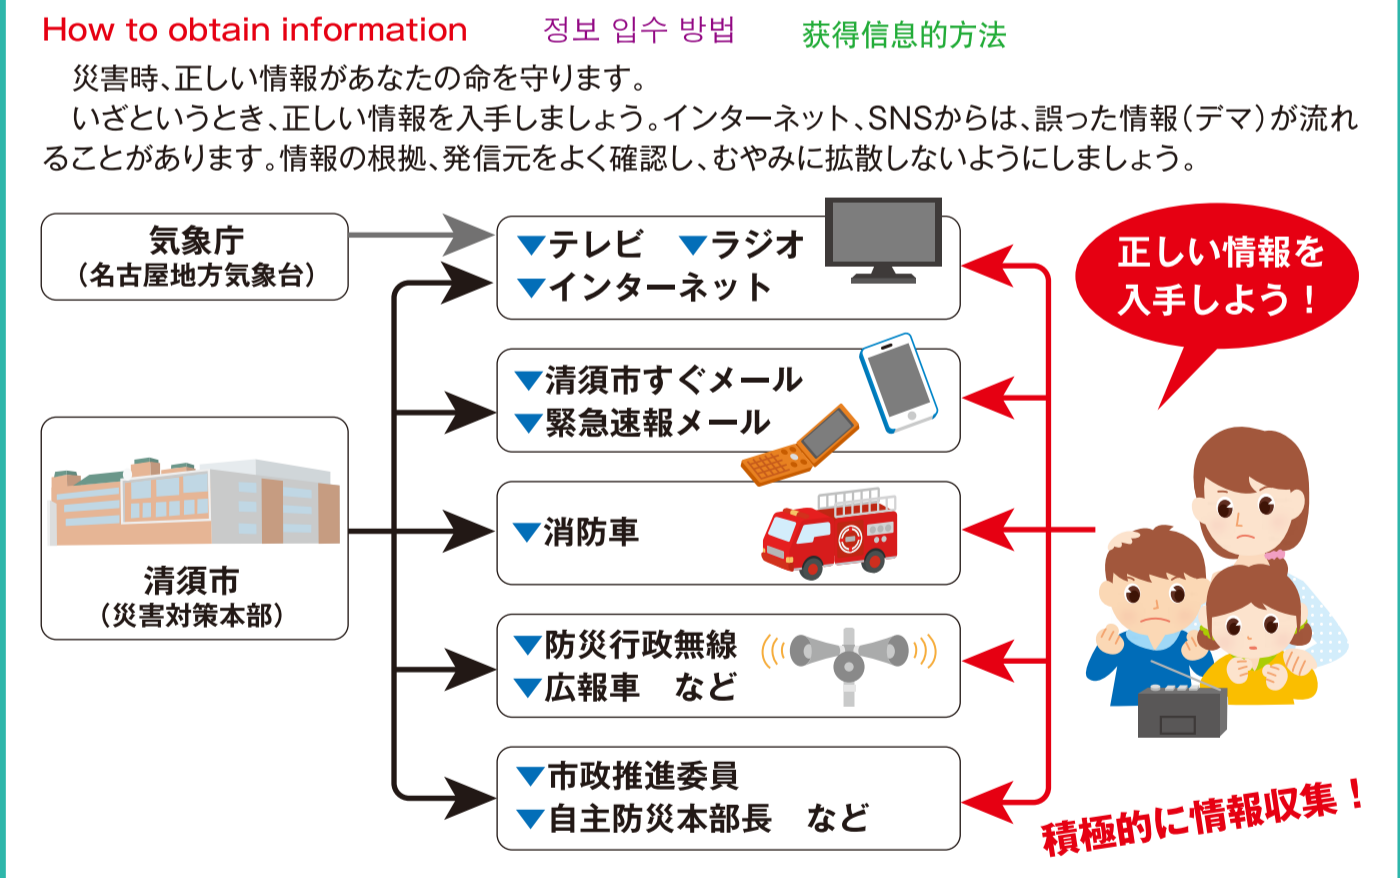 How to obtain information 정보 입수 방법 获得信息的方法
災害時、正しい情報があなたの命を守ります。
いざというとき、正しい情報を入手しましょう。インターネット、SNSからは、誤った情報(デマ)が流れ
ることがあります。情報の根拠、発信元をよく確認し、むやみに拡散しないようにしましょう。
気象庁
(名古屋地方気象台)
清須市
(災害対策本部)
▼テレビ ▼ラジオ
▼インターネット
▼清須市すぐメール
▼緊急速報メール
▼消防車
▼防災行政無線
▼広報車 など
▼市政推進委員
▼自主防災本部長 など
正しい情報を
入手しよう!
積極的に情報収集!